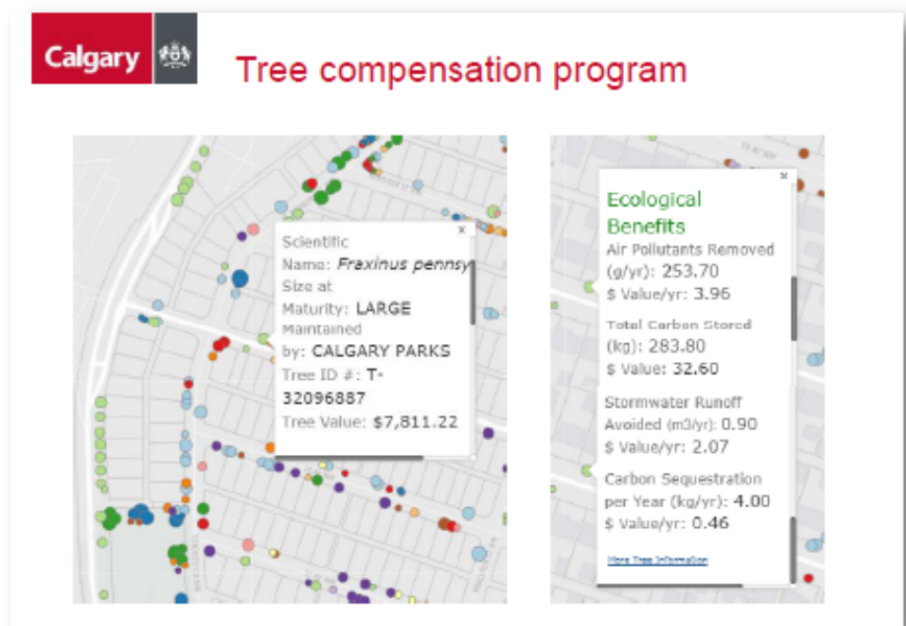 Calgary
Tree compensation program
Scientific
Name: Fraxinus pennsy
Size at
Maturity: LARGE
Maintained
by: CALGARY PARKS
Tree ID #: T-
32096887
Tree Value: $7,811.22
Ecological
Benefits
Air Pollutants Removed
(g/yr): 253.70
$ Value/yr: 3.96
Total Carbon Stored
(kg): 283.80
$ Value: 32.60
Stormwater Runoff
Avoided (m3/yr): 0.90
$ Value/yr: 2.07
Carbon Sequestration
per Year (kg/yr): 4.00
$ Value/yr: 0.46
More Tree Information